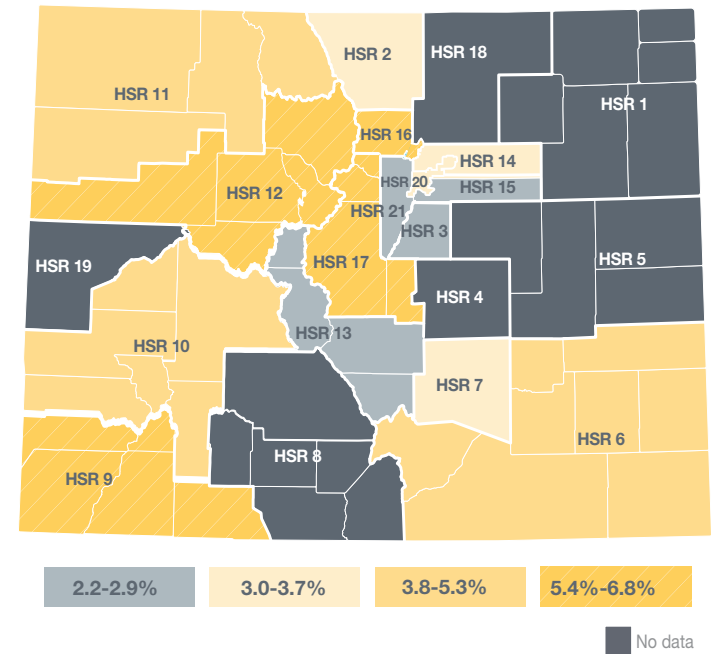 HSR 2
HSR 18
HSR 11
HSR 1
HSR 16
HSR 14
HSR 20
HSR 15
HSR 12
HSR 21
HSR 3
HSR 17
HSR 19
HSR 5
HSR 4
HSR 13
HSR 10
HSR 7
HSR 6
HSR 8
HSR 9
2.2-2.9%
3.0-3.7%
3.8-5.3%
5.4%-6.8%
No data